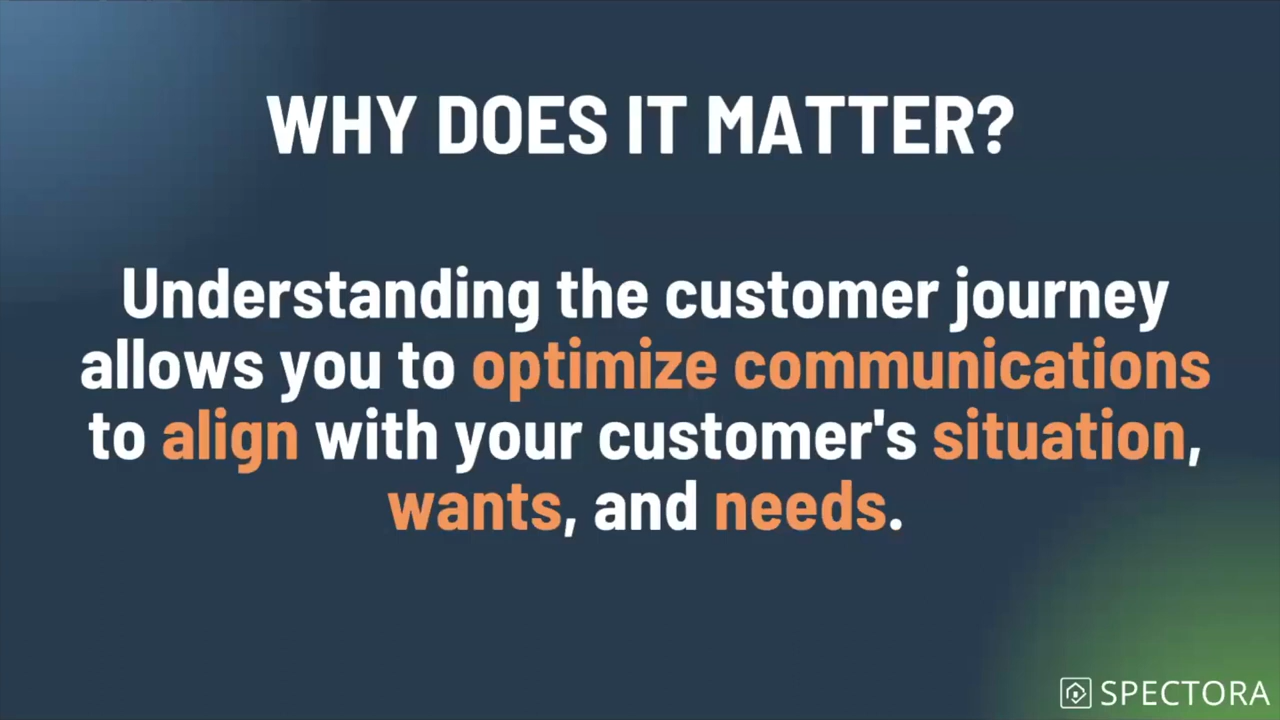 WHY DOES IT MATTER?
Understanding the customer journey
allows you to optimize communications
to align with your customer's situation,
wants, and needs.
SPECTORA